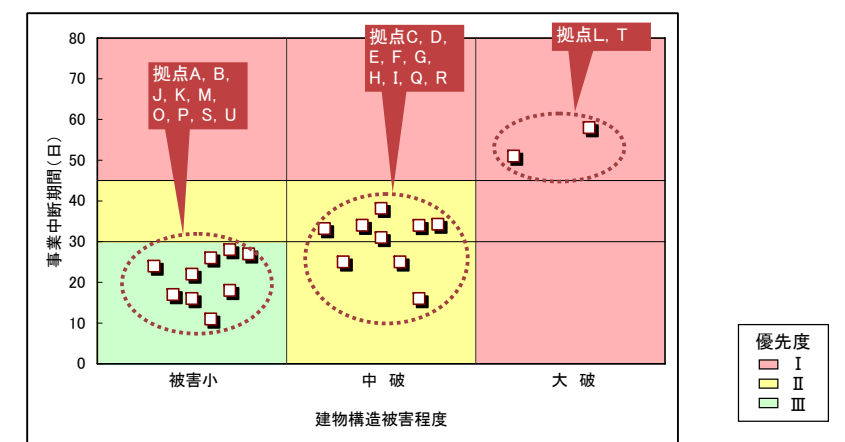 80
70
60
50
40
30
20
10
0
事業中断期間(日)
拠点A, B,
J, K, M,
O, P, S, U
拠点C, D,
E, F, G,
H, I, Q, R
拠点L, T
被害小
中 破
大 破
建物構造被害程度
優先度
Ⅰ
Ⅱ
Ⅲ